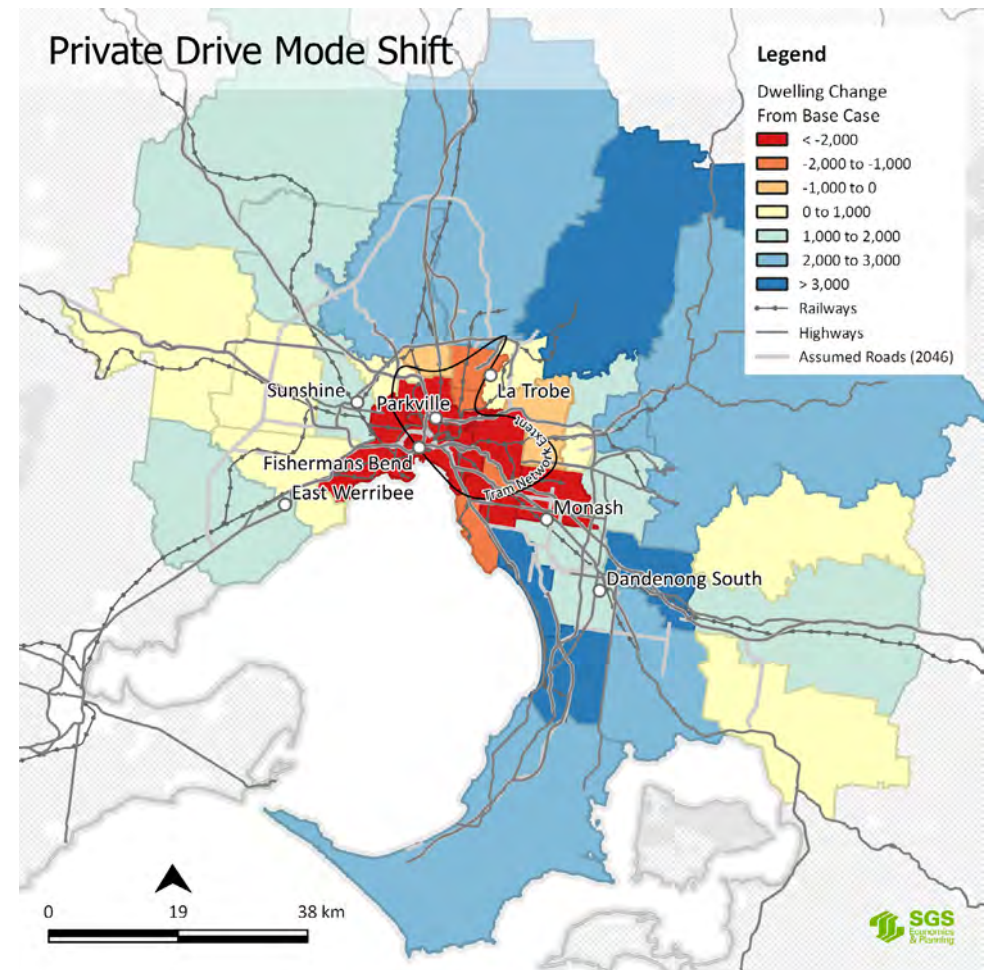 Private Drive Mode Shift
Legend
Dwelling Change
From Base Case
< -2,000
-2,000 to -1,000
-1,000 to 0
0 to 1,000
1,000 to 2,000
2,000 to 3,000
> 3,000
Railways
Highways
Assumed Roads (2046)
Sunshine
Parkville
La Trobe
Fishermans Bend
East Werribee
Tram Network Extent
Monash
Dandenong South
0 19 38 km
SGS
Economics
& Planning